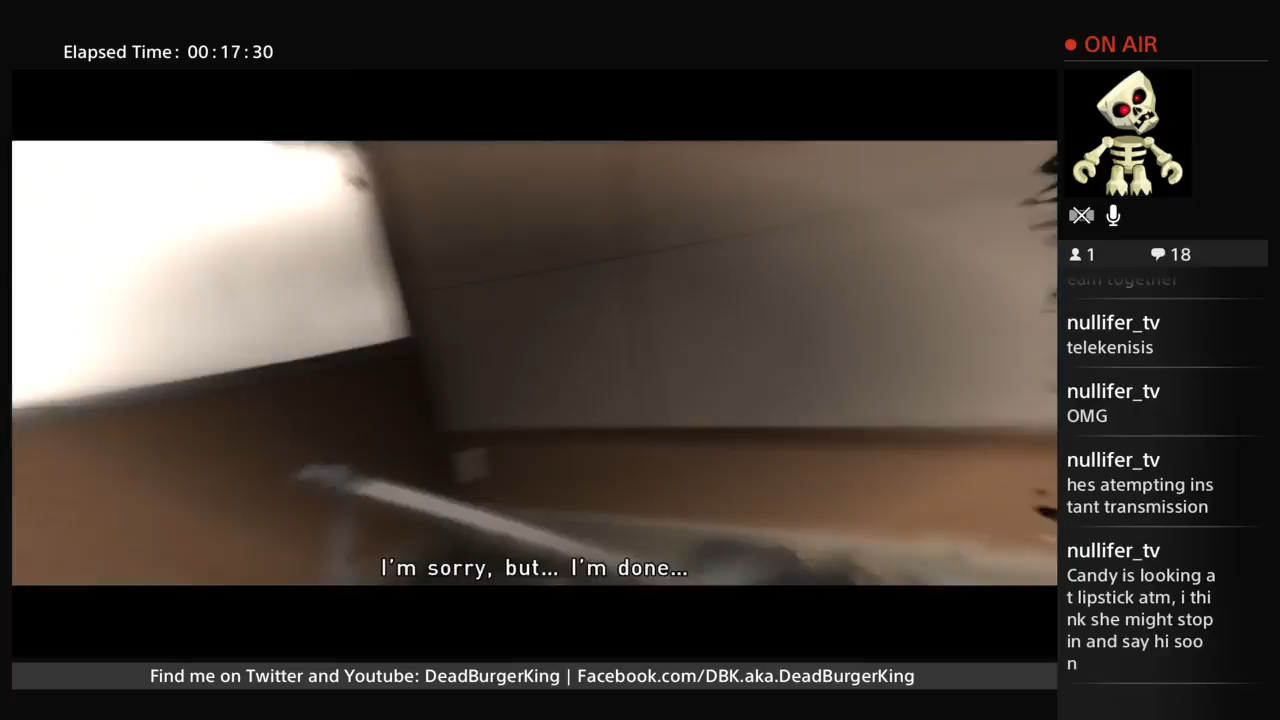 Elapsed Time: 00:17:30
ON AIR
1
18
eam together
nullifer_tv
telekenisis
nullifer_tv
OMG
nullifer_tv
hes atempting ins
tant transmission
nullifer_tv
Candy is looking a
t lipstick atm, i thi
nk she might stop
in and say hi soo
n
I'm sorry, but... I'm done...
Find me on Twitter and Youtube: DeadBurgerKing | Facebook.com/DBK.aka.DeadBurgerKing